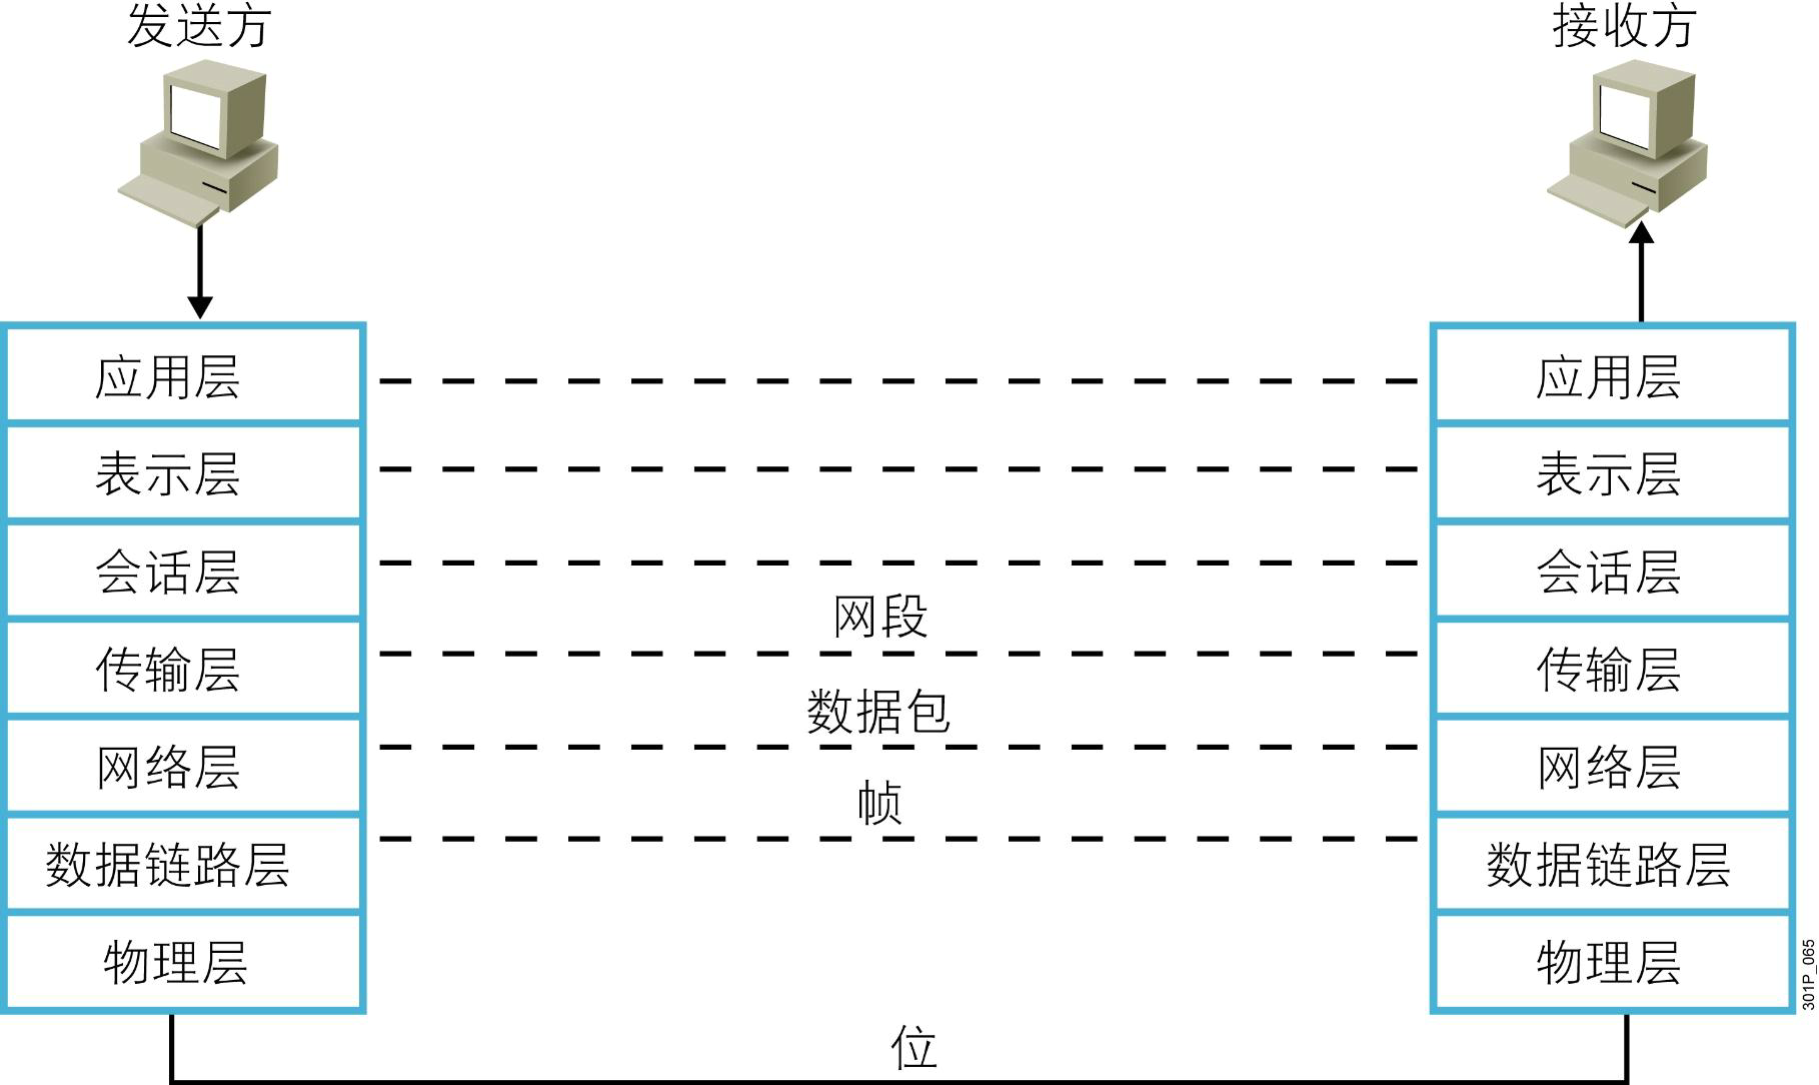 发送方
接收方
应用层
应用层
表示层
表示层
会话层
会话层
网段
传输层
传输层
数据包
网络层
网络层
帧
数据链路层
数据链路层
物理层
物理层
位
301P_065